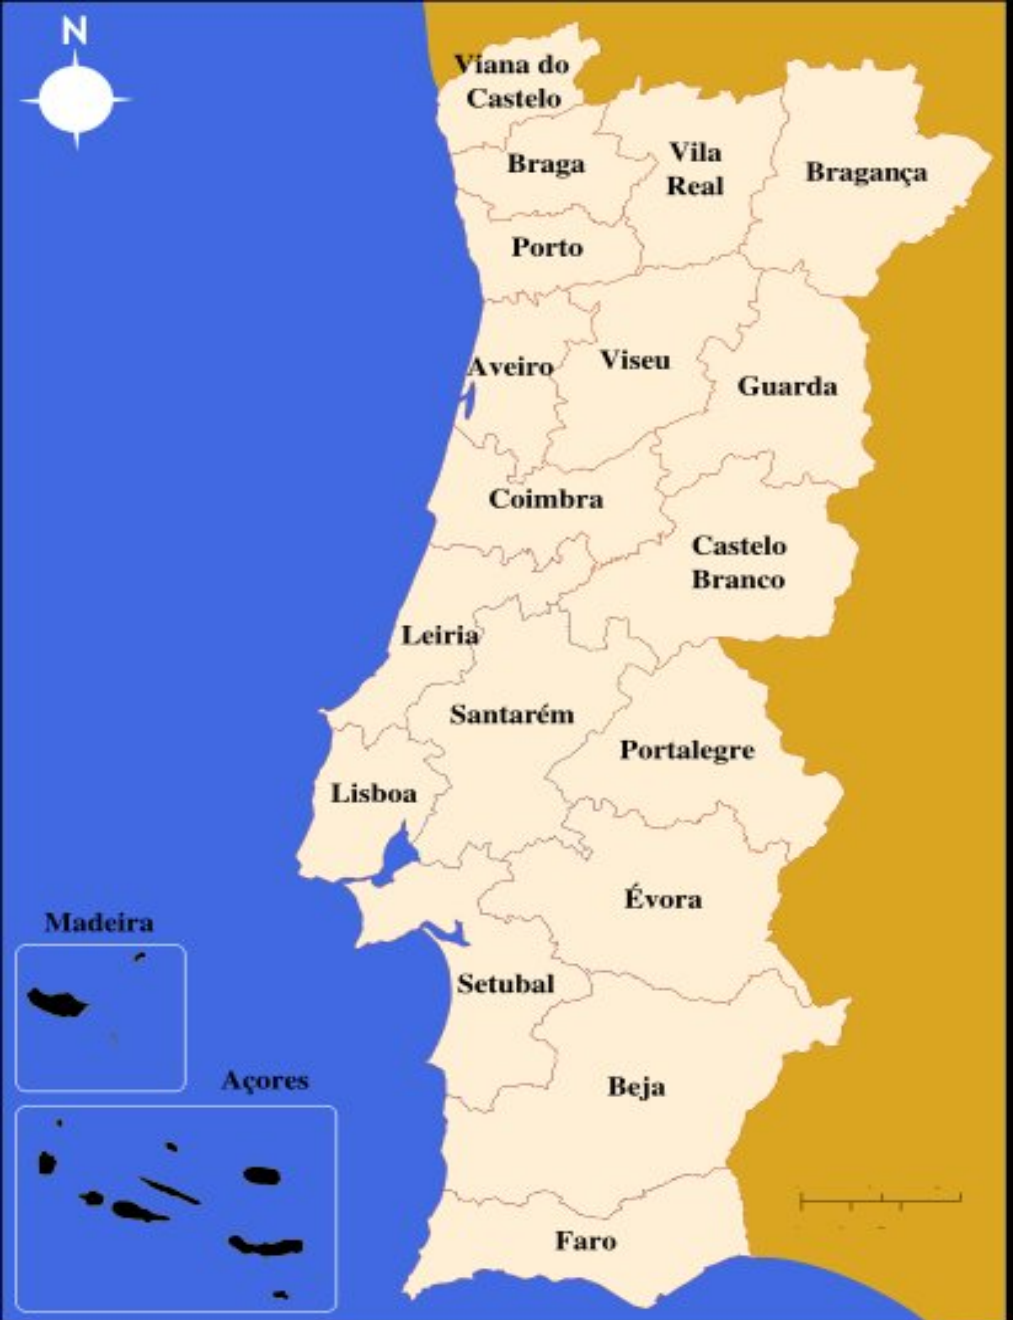 N
Viana do
Castelo
Braga
Vila
Real
Bragança
Porto
Aveiro
Viseu
Guarda
Coimbra
Castelo
Branco
Leiria
Santarém
Portalegre
Lisboa
Évora
Madeira
Setubal
Açores
Beja
Faro